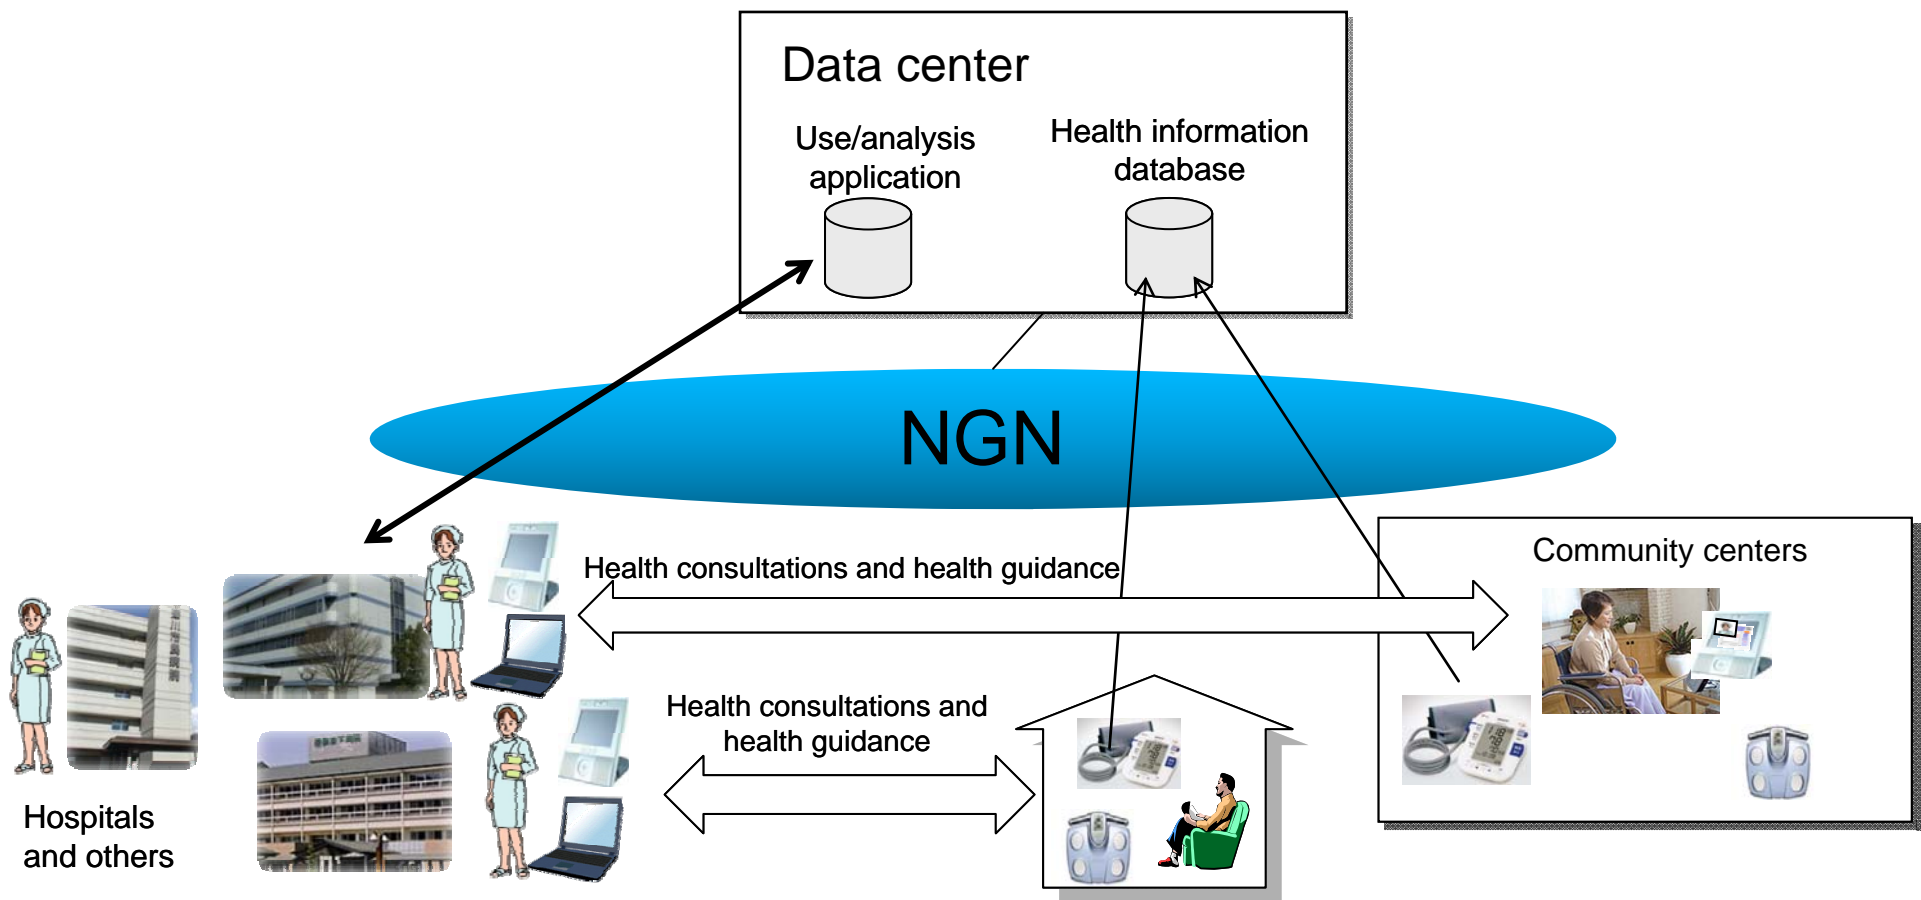 Data center
Use/analysis
application
Health information
database
NGN
Health consultations and health guidance
Community centers
Health consultations and
health guidance
Hospitals
and others